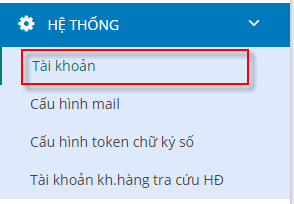 HỆ THỐNG
Tài khoản
Cấu hình mail
Cấu hình token chữ ký số
Tài khoản kh.hàng tra cứu HĐ